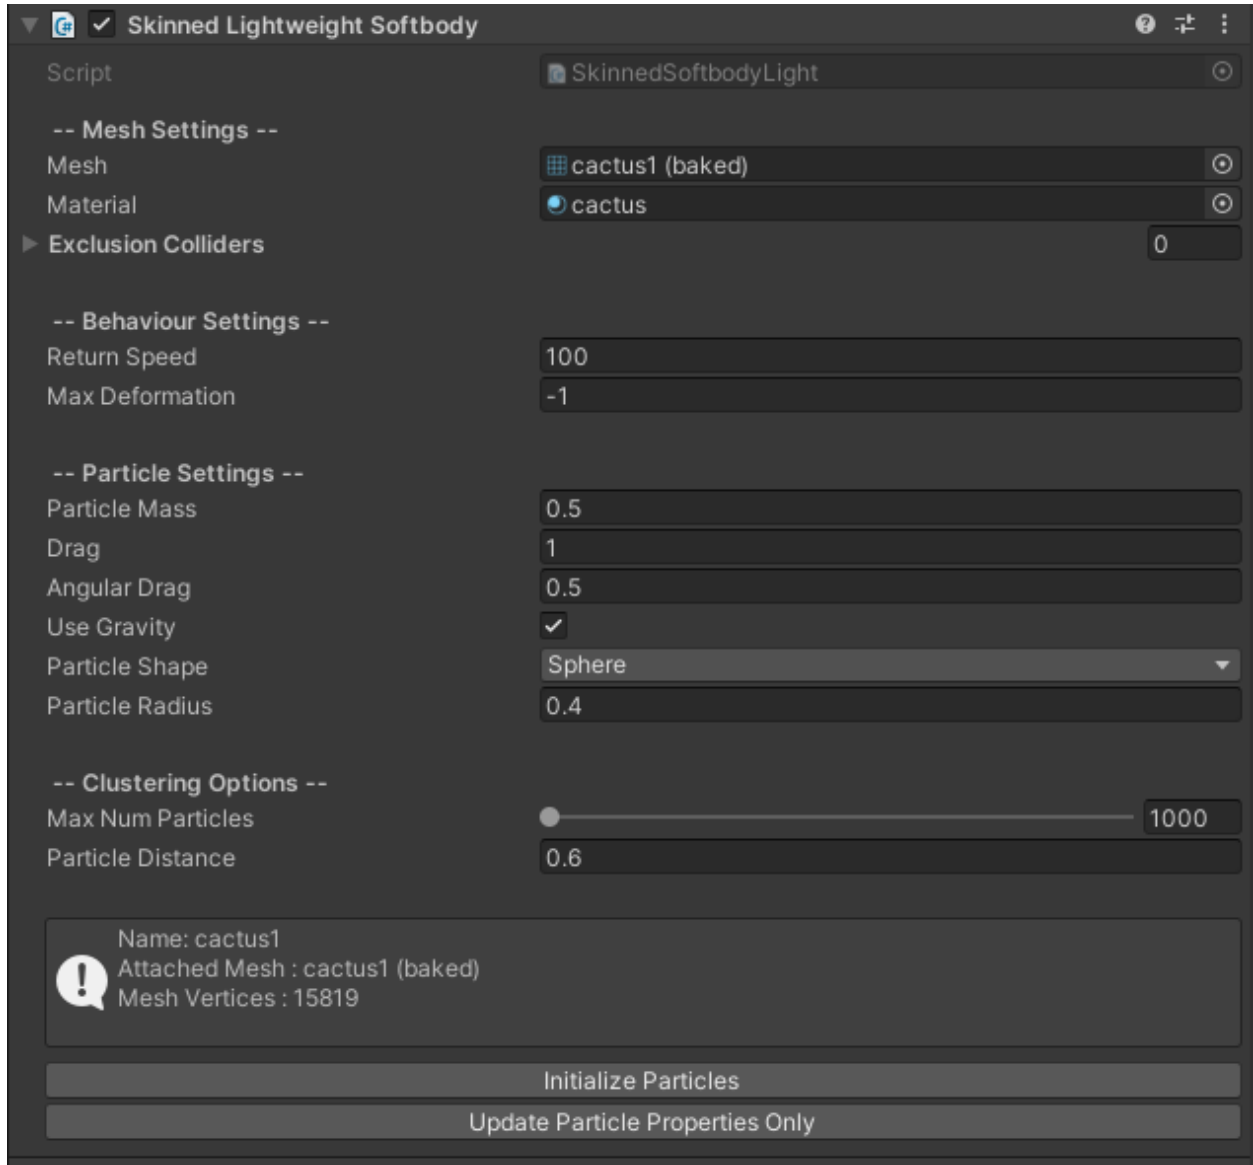 Skinned Lightweight Softbody
Script SkinnedSoftbodyLight
-- Mesh Settings --
Mesh cactus1 (baked)
Material cactus
Exclusion Colliders 0
-- Behaviour Settings --
Return Speed 100
Max Deformation -1
-- Particle Settings --
Particle Mass 0.5
Drag 1
Angular Drag 0.5
Use Gravity
Particle Shape Sphere
Particle Radius 0.4
-- Clustering Options --
Max Num Particles 1000
Particle Distance 0.6
Name: cactus1
Attached Mesh : cactus1 (baked)
Mesh Vertices : 15819
Initialize Particles
Update Particle Properties Only